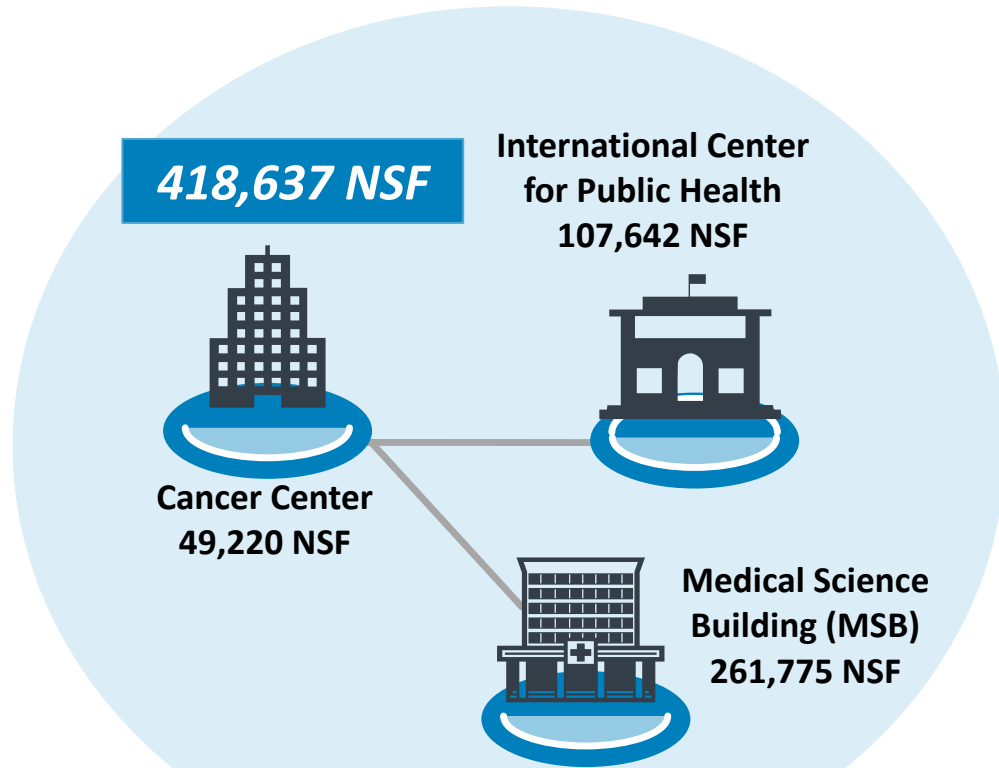 418,637 NSF
International Center
for Public Health
107,642 NSF
Cancer Center
49,220 NSF
Medical Science
Building (MSB)
261,775 NSF